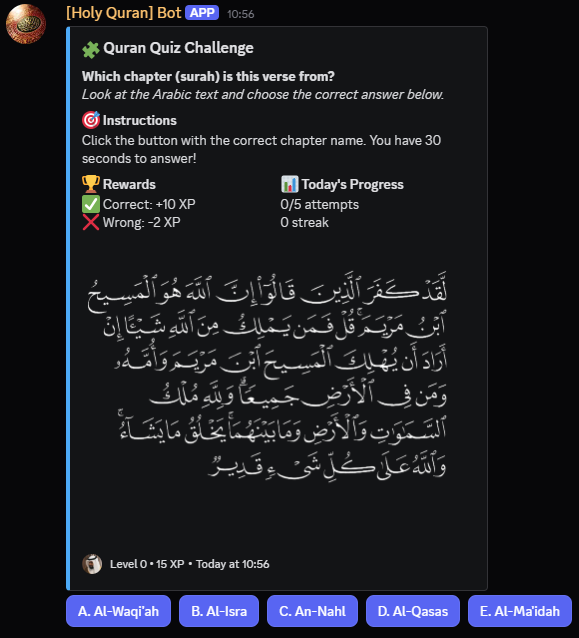 [Holy Quran] Bot APP 10:56
Quran Quiz Challenge
Which chapter (surah) is this verse from?
Look at the Arabic text and choose the correct answer below.
Instructions
Click the button with the correct chapter name. You have 30
seconds to answer!
Rewards
Correct: +10 XP
Wrong: -2 XP
Today's Progress
0/5 attempts
0 streak
لَّقَدْ كَفَرَ ٱلَّذِينَ قَالُوٓا۟ إِنَّ ٱللَّهَ هُوَ ٱلْمَسِيحُ
ٱبْنُ مَرْيَمَ ۚ قُلْ فَمَن يَمْلِكُ مِنَ ٱللَّهِ شَيْـًٔا إِنْ
أَرَادَ أَن يُهْلِكَ ٱلْمَسِيحَ ٱبْنَ مَرْيَمَ وَأُمَّهُۥ
وَمَن فِى ٱلْأَرْضِ جَمِيعًا ۗ وَلِلَّهِ مُلْكُ
ٱلسَّمَـٰوَٰتِ وَٱلْأَرْضِ وَمَا بَيْنَهُمَا ۚ يَخْلُقُ مَا يَشَآءُ ۚ
وَٱللَّهُ عَلَىٰ كُلِّ شَىْءٍ قَدِيرٌ
Level 0 • 15 XP • Today at 10:56
A. Al-Waqi'ah
B. Al-Isra
C. An-Nahl
D. Al-Qasas
E. Al-Ma'idah